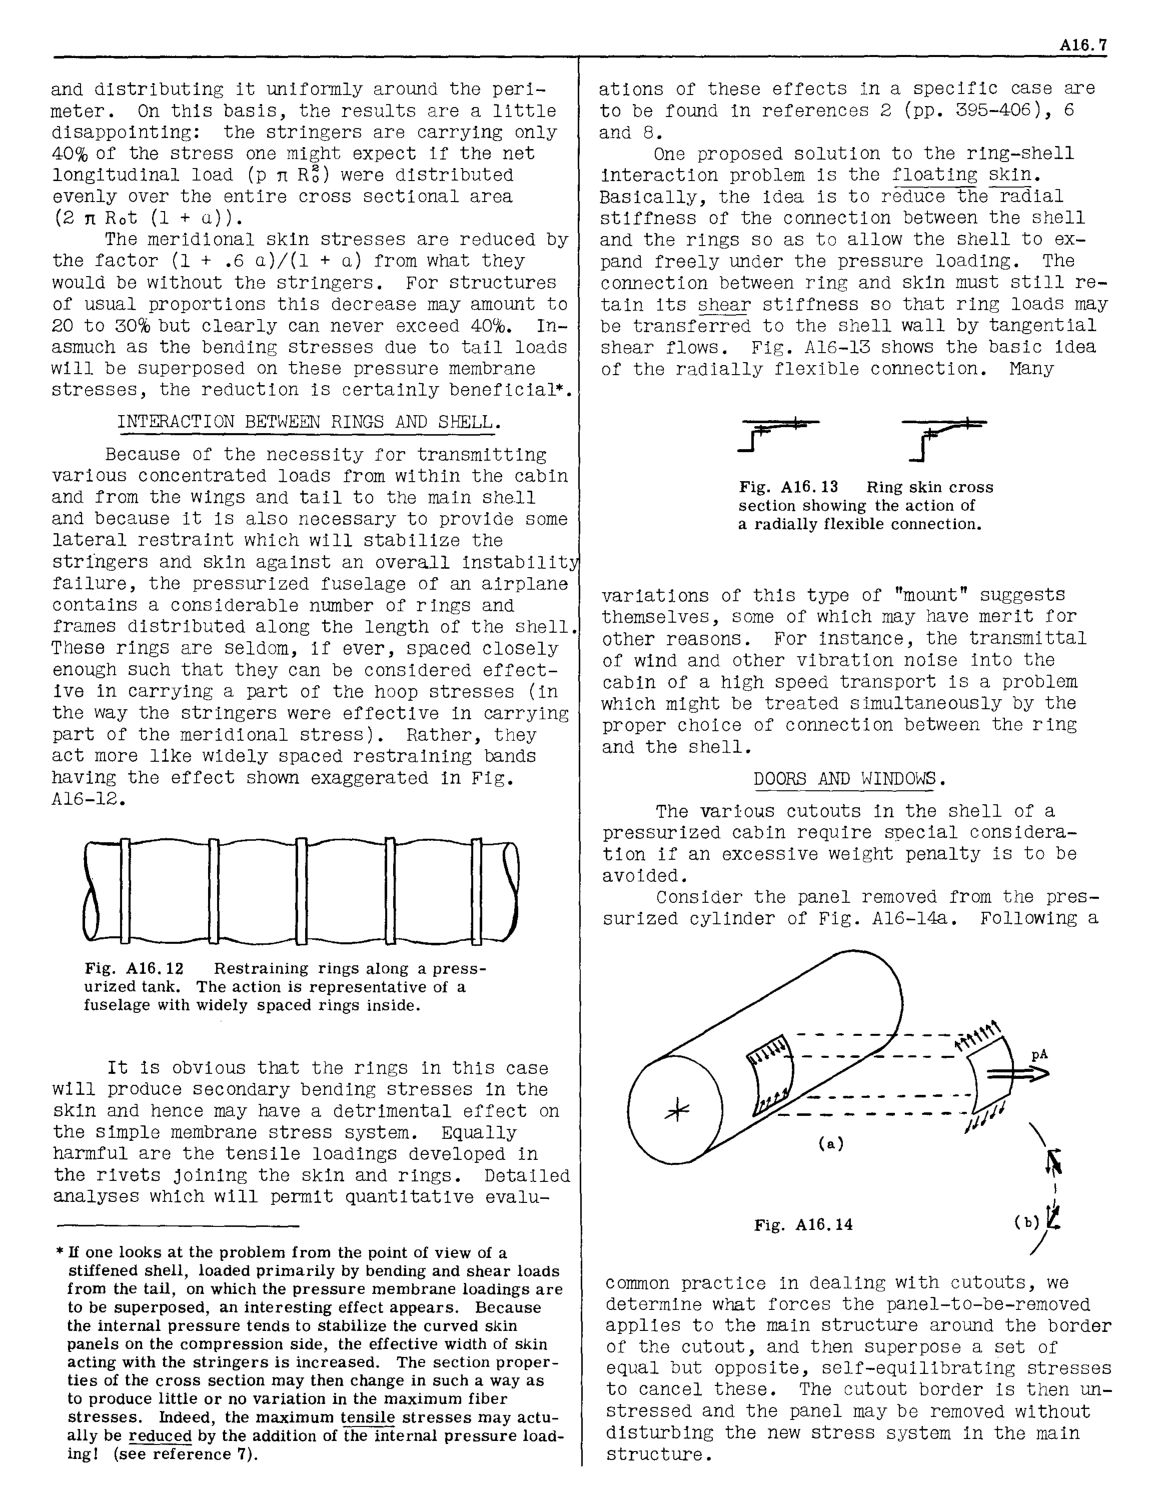 A16.7
and distributing it uniformly around the peri-
meter. On this basis, the results are a little
disappointing: the stringers are carrying only
40% of the stress one might expect if the net
longitudinal load (p π R₀²) were distributed
evenly over the entire cross sectional area
(2 π R₀t (1 + α)).
The meridional skin stresses are reduced by
the factor (1 + .6 α)/(1 + α) from what they
would be without the stringers. For structures
of usual proportions this decrease may amount to
20 to 30% but clearly can never exceed 40%. In-
asmuch as the bending stresses due to tail loads
will be superposed on these pressure membrane
stresses, the reduction is certainly beneficial*.
INTERACTION BETWEEN RINGS AND SHELL.
Because of the necessity for transmitting
various concentrated loads from within the cabin
and from the wings and tail to the main shell
and because it is also necessary to provide some
lateral restraint which will stabilize the
stringers and skin against an overall instability
failure, the pressurized fuselage of an airplane
contains a considerable number of rings and
frames distributed along the length of the shell.
These rings are seldom, if ever, spaced closely
enough such that they can be considered effect-
ive in carrying a part of the hoop stresses (in
the way the stringers were effective in carrying
part of the meridional stress). Rather, they
act more like widely spaced restraining bands
having the effect shown exaggerated in Fig.
A16-12.
Fig. A16.12 Restraining rings along a press-
urized tank. The action is representative of a
fuselage with widely spaced rings inside.
It is obvious that the rings in this case
will produce secondary bending stresses in the
skin and hence may have a detrimental effect on
the simple membrane stress system. Equally
harmful are the tensile loadings developed in
the rivets joining the skin and rings. Detailed
analyses which will permit quantitative evalu-
* If one looks at the problem from the point of view of a
stiffened shell, loaded primarily by bending and shear loads
from the tail, on which the pressure membrane loadings are
to be superposed, an interesting effect appears. Because
the internal pressure tends to stabilize the curved skin
panels on the compression side, the effective width of skin
acting with the stringers is increased. The section proper-
ties of the cross section may then change in such a way as
to produce little or no variation in the maximum fiber
stresses. Indeed, the maximum tensile stresses may actu-
ally be reduced by the addition of the internal pressure load-
ing! (see reference 7).
ations of these effects in a specific case are
to be found in references 2 (pp. 395-406), 6
and 8.
One proposed solution to the ring-shell
interaction problem is the floating skin.
Basically, the idea is to reduce the radial
stiffness of the connection between the shell
and the rings so as to allow the shell to ex-
pand freely under the pressure loading. The
connection between ring and skin must still re-
tain its shear stiffness so that ring loads may
be transferred to the shell wall by tangential
shear flows. Fig. A16-13 shows the basic idea
of the radially flexible connection. Many
Fig. A16.13 Ring skin cross
section showing the action of
a radially flexible connection.
variations of this type of "mount" suggests
themselves, some of which may have merit for
other reasons. For instance, the transmittal
of wind and other vibration noise into the
cabin of a high speed transport is a problem
which might be treated simultaneously by the
proper choice of connection between the ring
and the shell.
DOORS AND WINDOWS.
The various cutouts in the shell of a
pressurized cabin require special considera-
tion if an excessive weight penalty is to be
avoided.
Consider the panel removed from the pres-
surized cylinder of Fig. A16-14a. Following a
pA
(a)
(b)
Fig. A16.14
common practice in dealing with cutouts, we
determine what forces the panel-to-be-removed
applies to the main structure around the border
of the cutout, and then superpose a set of
equal but opposite, self-equilibrating stresses
to cancel these. The cutout border is then un-
stressed and the panel may be removed without
disturbing the new stress system in the main
structure.